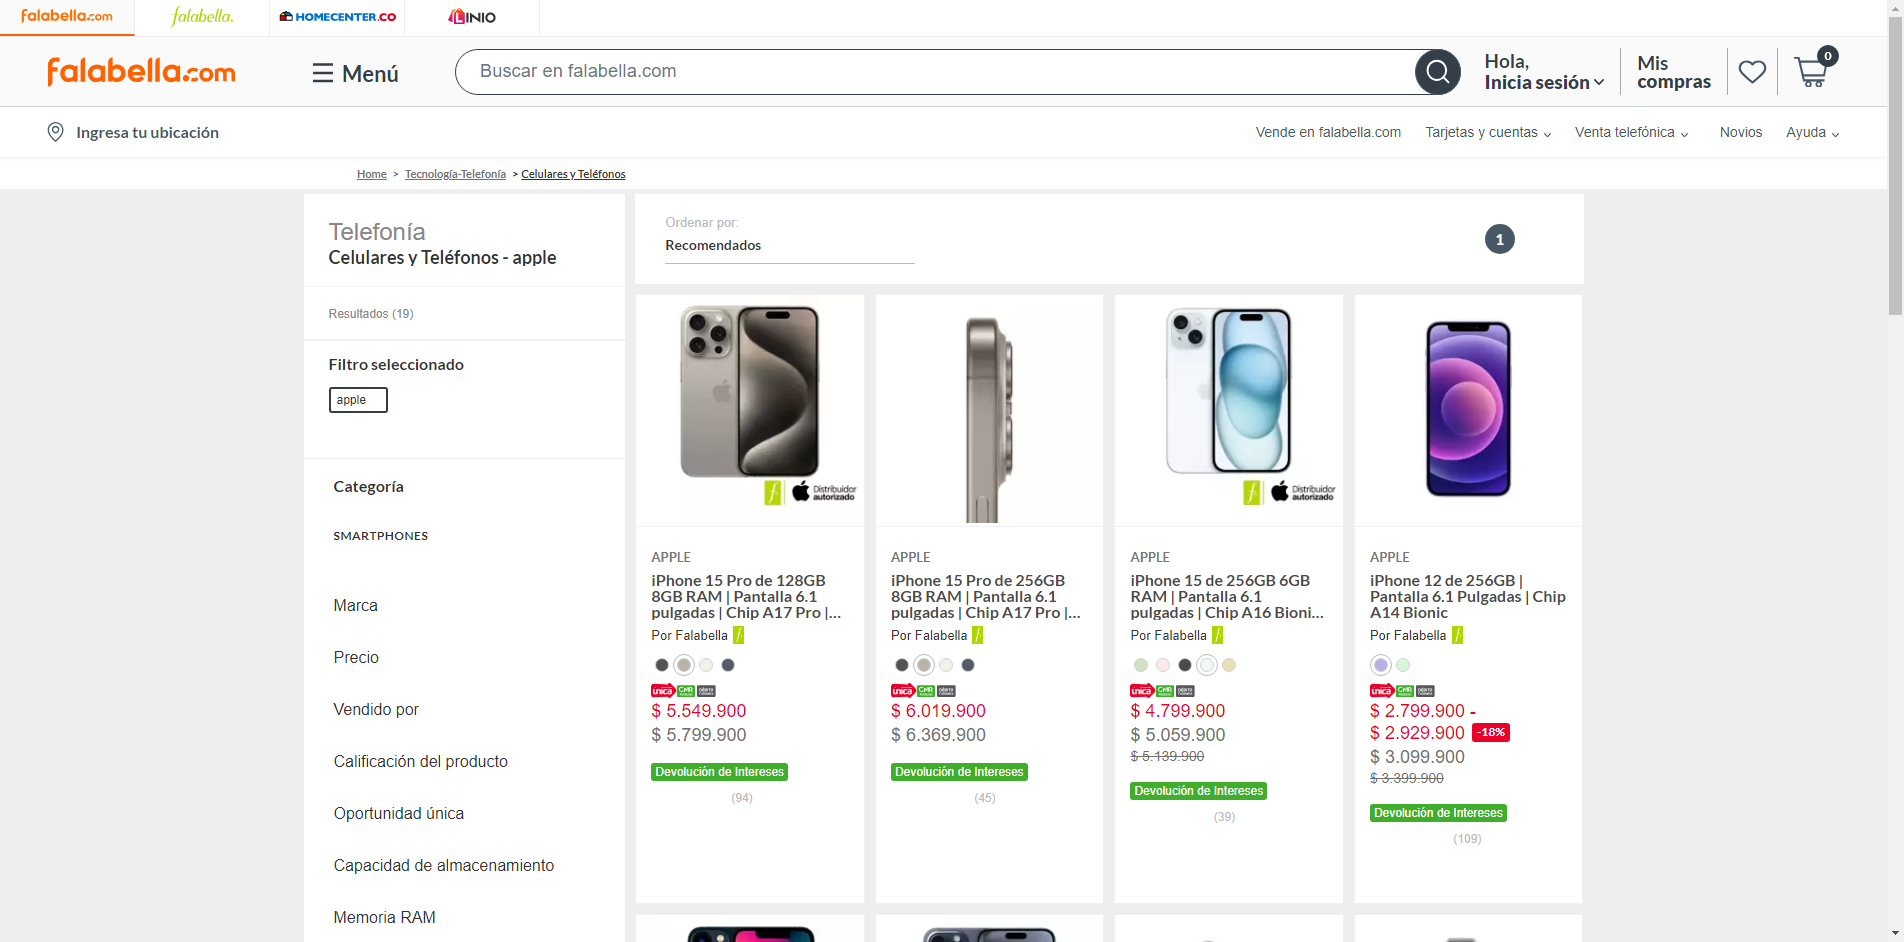 falabella.com
falabella.
HOMECENTER.CO
LINIO
falabella.com
Menú
Buscar en falabella.com
Hola,
Inicia sesión
Mis
compras
0
Ingresa tu ubicación
Vende en falabella.com
Tarjetas y cuentas
Venta telefónica
Novios
Ayuda
Home > Tecnología-Telefonía > Celulares y Teléfonos
Telefonía
Celulares y Teléfonos - apple
Resultados (19)
Filtro seleccionado
apple
Categoría
SMARTPHONES
Marca
Precio
Vendido por
Calificación del producto
Oportunidad única
Capacidad de almacenamiento
Memoria RAM
Ordenar por:
Recomendados
1
Distribuidor
autorizado
APPLE
iPhone 15 Pro de 128GB
8GB RAM | Pantalla 6.1
pulgadas | Chip A17 Pro |...
Por Falabella
única CMR
$ 5.549.900
$ 5.799.900
Devolución de Intereses
(94)
APPLE
iPhone 15 Pro de 256GB
8GB RAM | Pantalla 6.1
pulgadas | Chip A17 Pro |...
Por Falabella
única CMR
$ 6.019.900
$ 6.369.900
Devolución de Intereses
(45)
Distribuidor
autorizado
APPLE
iPhone 15 de 256GB 6GB
RAM | Pantalla 6.1
pulgadas | Chip A16 Bioni...
Por Falabella
única CMR
$ 4.799.900
$ 5.059.900
$ 5.139.900
Devolución de Intereses
(39)
APPLE
iPhone 12 de 256GB |
Pantalla 6.1 Pulgadas | Chip
A14 Bionic
Por Falabella
única CMR
$ 2.799.900 -
$ 2.929.900 -18%
$ 3.099.900
$ 3.399.900
Devolución de Intereses
(109)